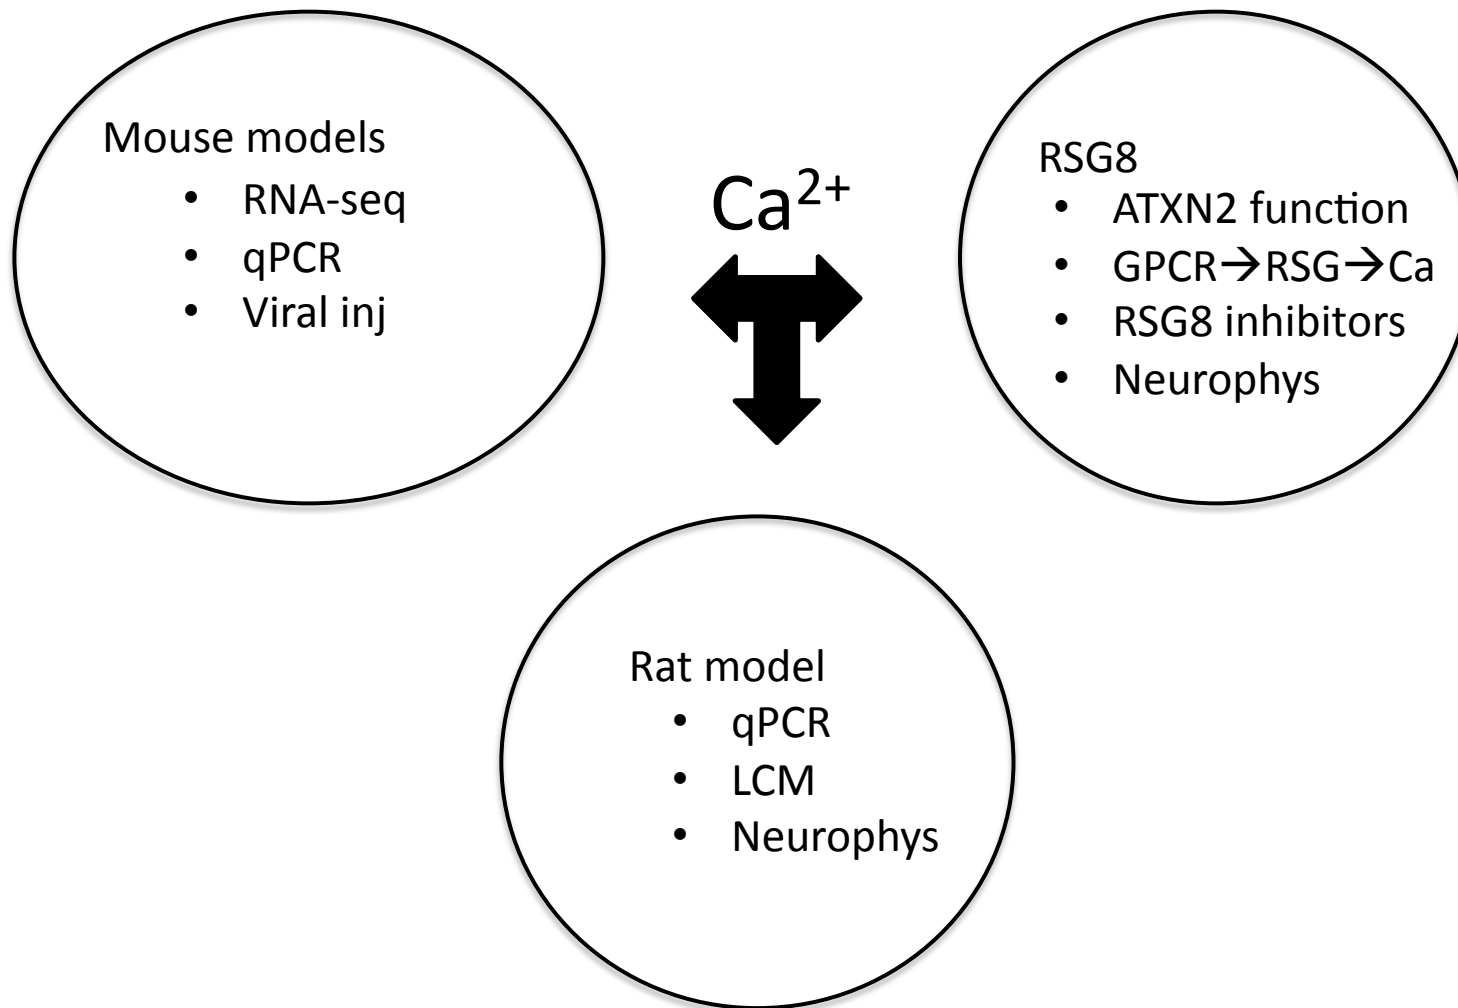 Mouse models
• RNA-seq
• qPCR
• Viral inj
Ca²⁺
RSG8
• ATXN2 function
• GPCR→RSG→Ca
• RSG8 inhibitors
• Neurophys
Rat model
• qPCR
• LCM
• Neurophys